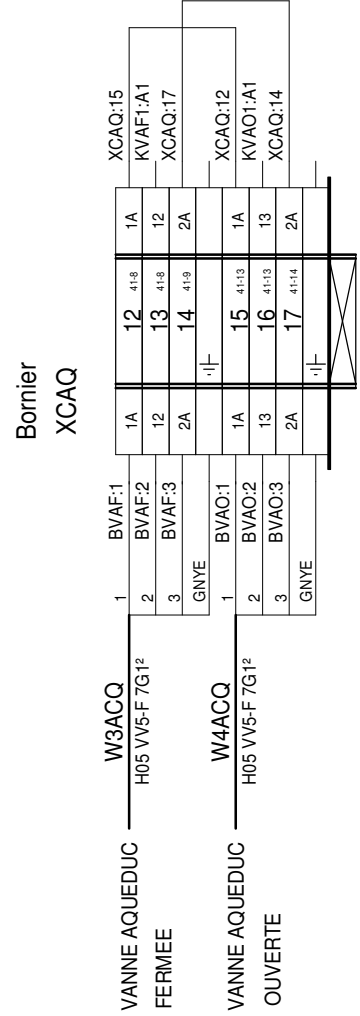 Bornier
XCAQ
VANNE AQUEDUC
FERMEE
W3ACQ
H05 VV5-F 7G1²
1 BVAF:1 1A 12 41-8 1A XCAQ:15
2 BVAF:2 12 13 41-8 12 KVAF1:A1
3 BVAF:3 2A 14 41-9 2A XCAQ:17
GNYE
VANNE AQUEDUC
OUVERTE
W4ACQ
H05 VV5-F 7G1²
1 BVAO:1 1A 15 41-13 1A XCAQ:12
2 BVAO:2 13 16 41-13 13 KVAO1:A1
3 BVAO:3 2A 17 41-14 2A XCAQ:14
GNYE